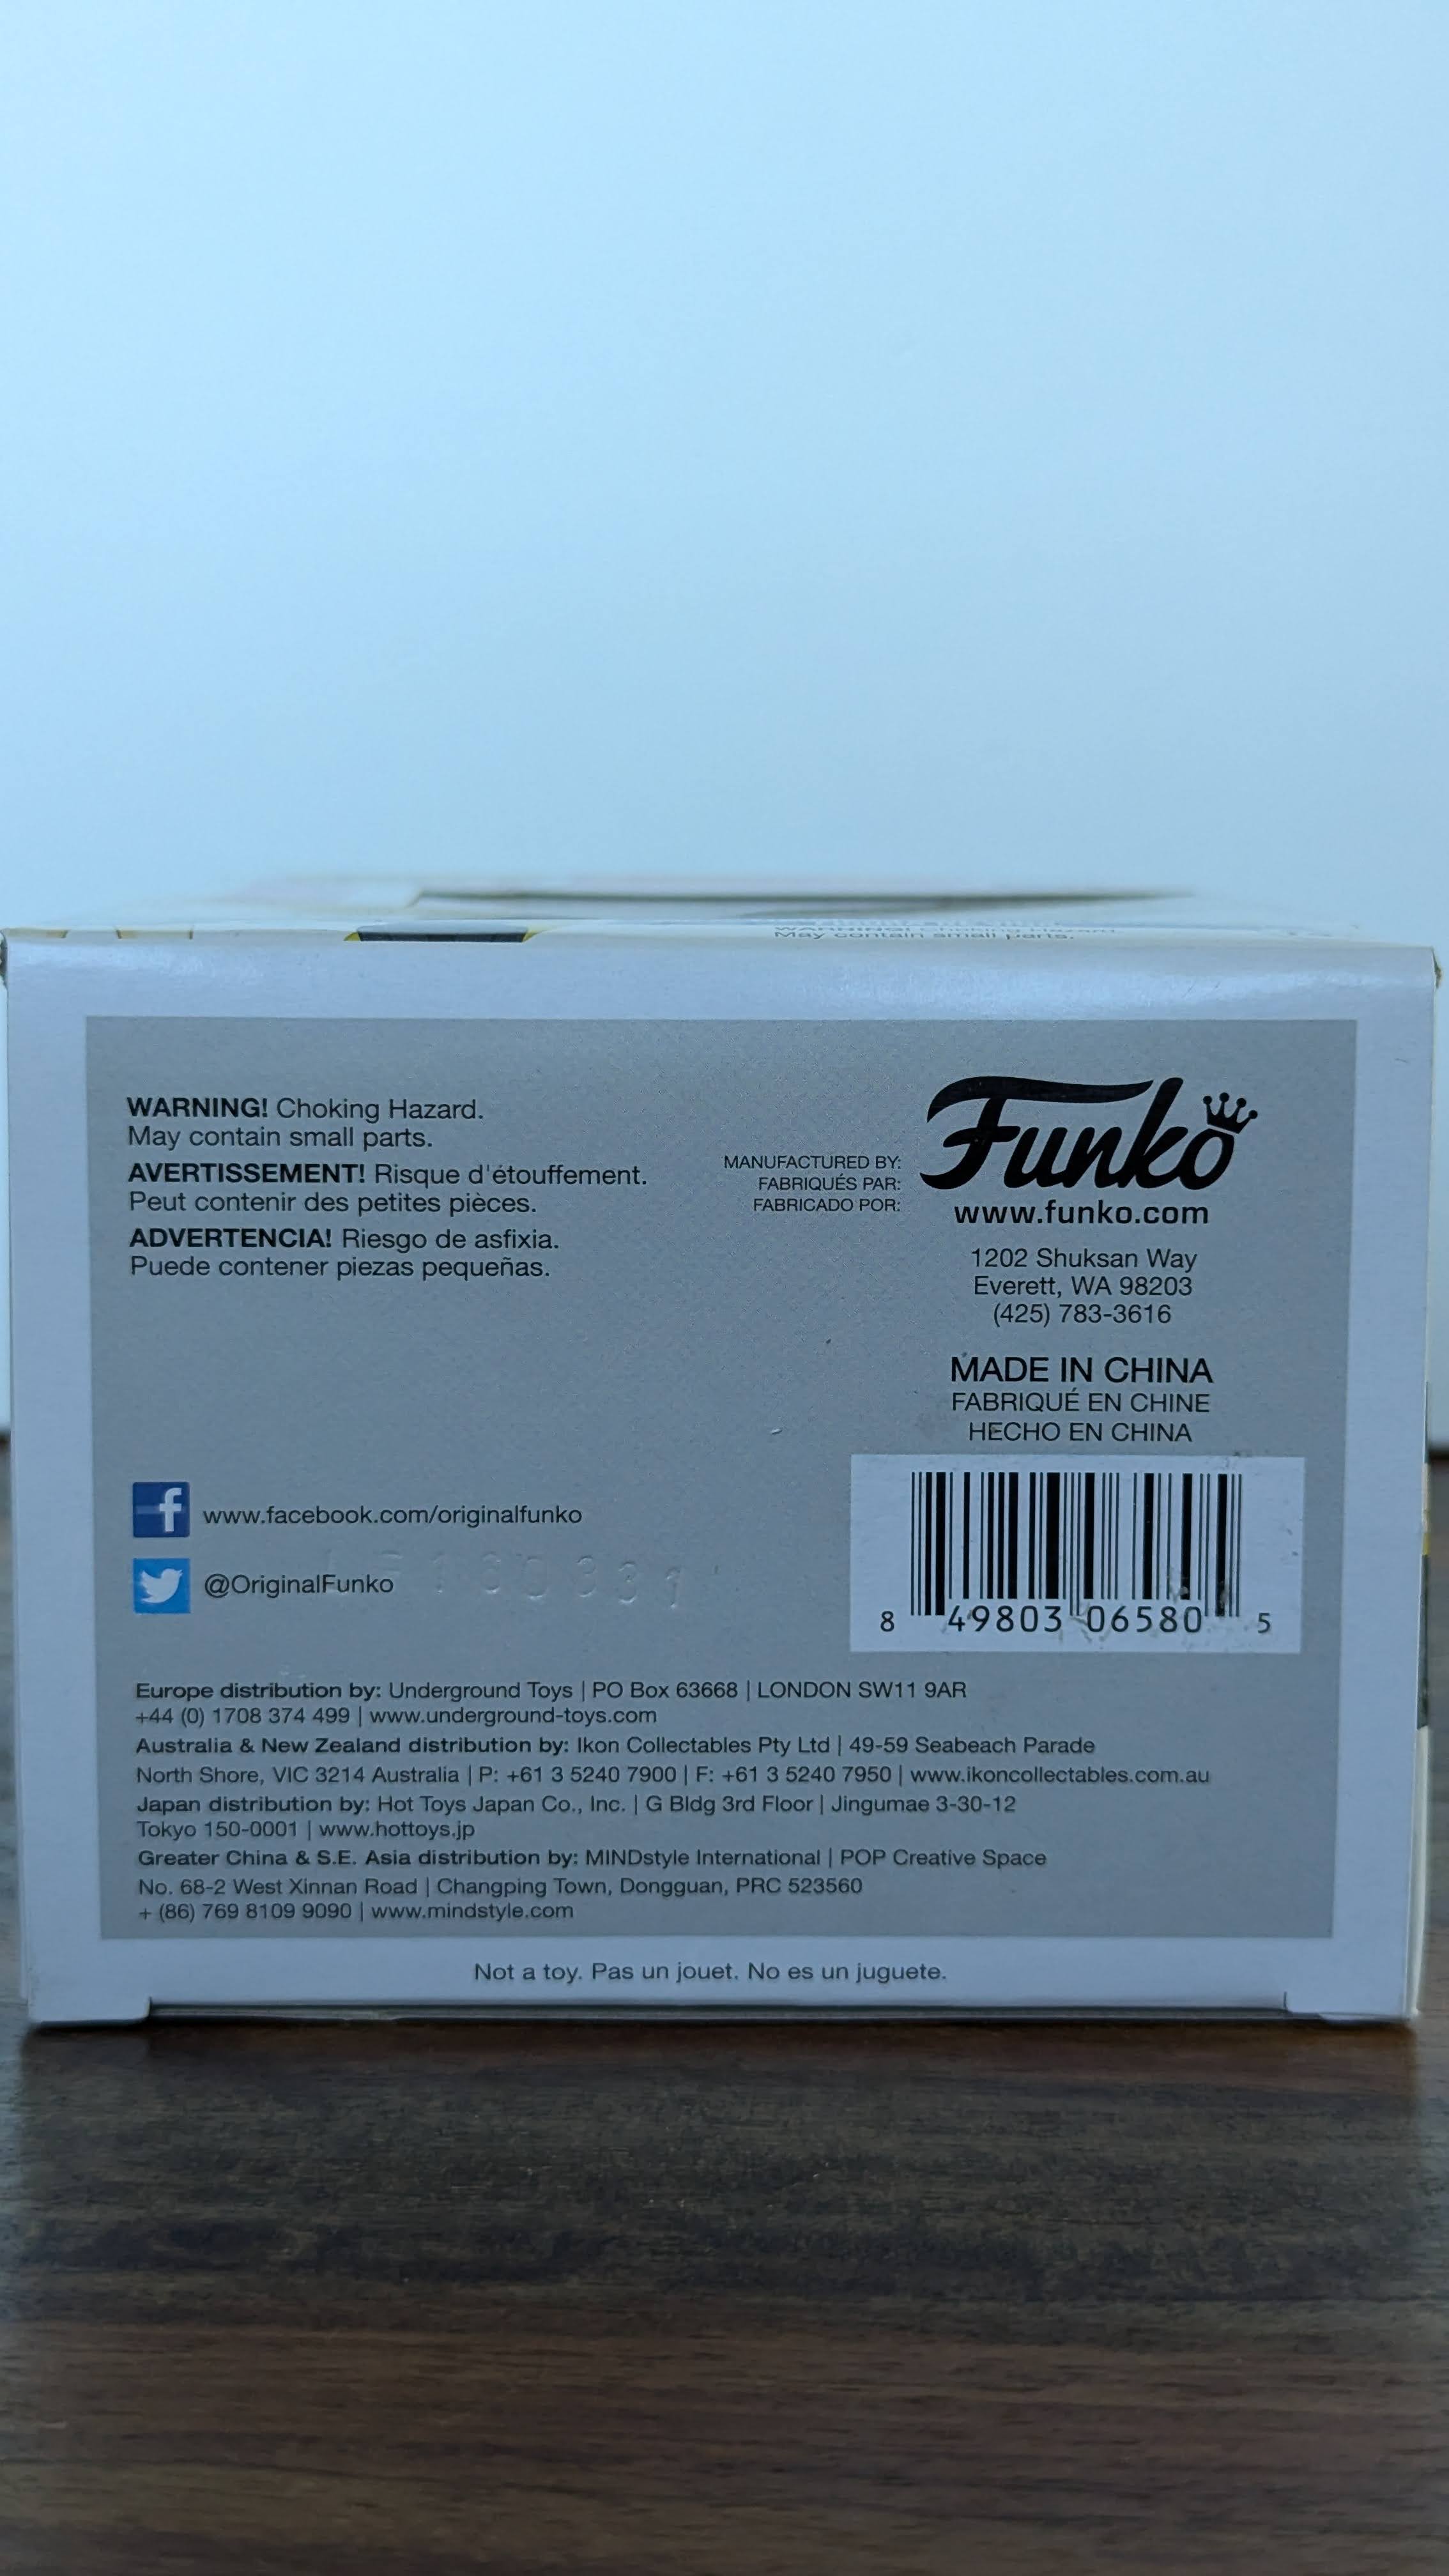 May contain small parts.
WARNING! Choking Hazard.
May contain small parts.
AVERTISSEMENT! Risque d'étouffement.
Peut contenir des petites pièces.
ADVERTENCIA! Riesgo de asfixia.
Puede contener piezas pequeñas.
MANUFACTURED BY:
FABRIQUÉS PAR:
FABRICADO POR:
Funko
www.funko.com
1202 Shuksan Way
Everett, WA 98203
(425) 783-3616
MADE IN CHINA
FABRIQUÉ EN CHINE
HECHO EN CHINA
f www.facebook.com/originalfunko
@OriginalFunko
8 49803 06580 5
Europe distribution by: Underground Toys | PO Box 63668 | LONDON SW11 9AR
+44 (0) 1708 374 499 | www.underground-toys.com
Australia & New Zealand distribution by: Ikon Collectables Pty Ltd | 49-59 Seabeach Parade
North Shore, VIC 3214 Australia | P: +61 3 5240 7900 | F: +61 3 5240 7950 | www.ikoncollectables.com.au
Japan distribution by: Hot Toys Japan Co., Inc. | G Bldg 3rd Floor | Jingumae 3-30-12
Tokyo 150-0001 | www.hottoys.jp
Greater China & S.E. Asia distribution by: MINDstyle International | POP Creative Space
No. 68-2 West Xinnan Road | Changping Town, Dongguan, PRC 523560
+ (86) 769 8109 9090 | www.mindstyle.com
Not a toy. Pas un jouet. No es un juguete.